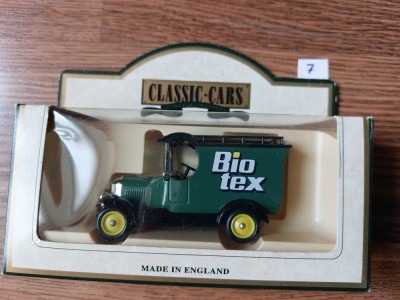 7
CLASSIC-CARS
Bio
tex
MADE IN ENGLAND